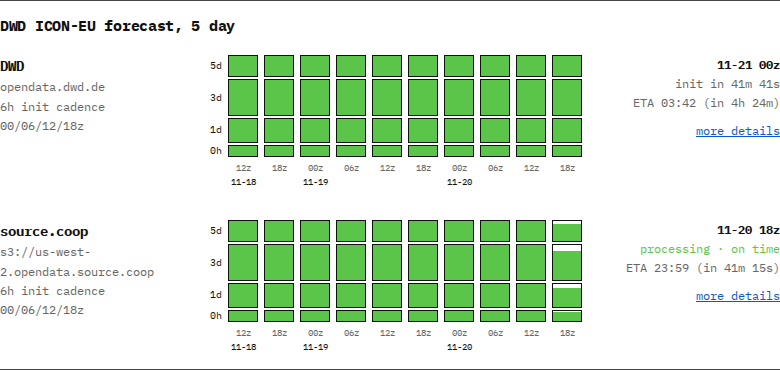 DWD ICON-EU forecast, 5 day
DWD
opendata.dwd.de
6h init cadence
00/06/12/18z
5d
3d
1d
0h
12z 18z 00z 06z 12z 18z 00z 06z 12z 18z
11-18 11-19 11-20
11-21 00z
init in 41m 41s
ETA 03:42 (in 4h 24m)
more details
source.coop
s3://us-west-
2.opendata.source.coop
6h init cadence
00/06/12/18z
5d
3d
1d
0h
12z 18z 00z 06z 12z 18z 00z 06z 12z 18z
11-18 11-19 11-20
11-20 18z
processing · on time
ETA 23:59 (in 41m 15s)
more details